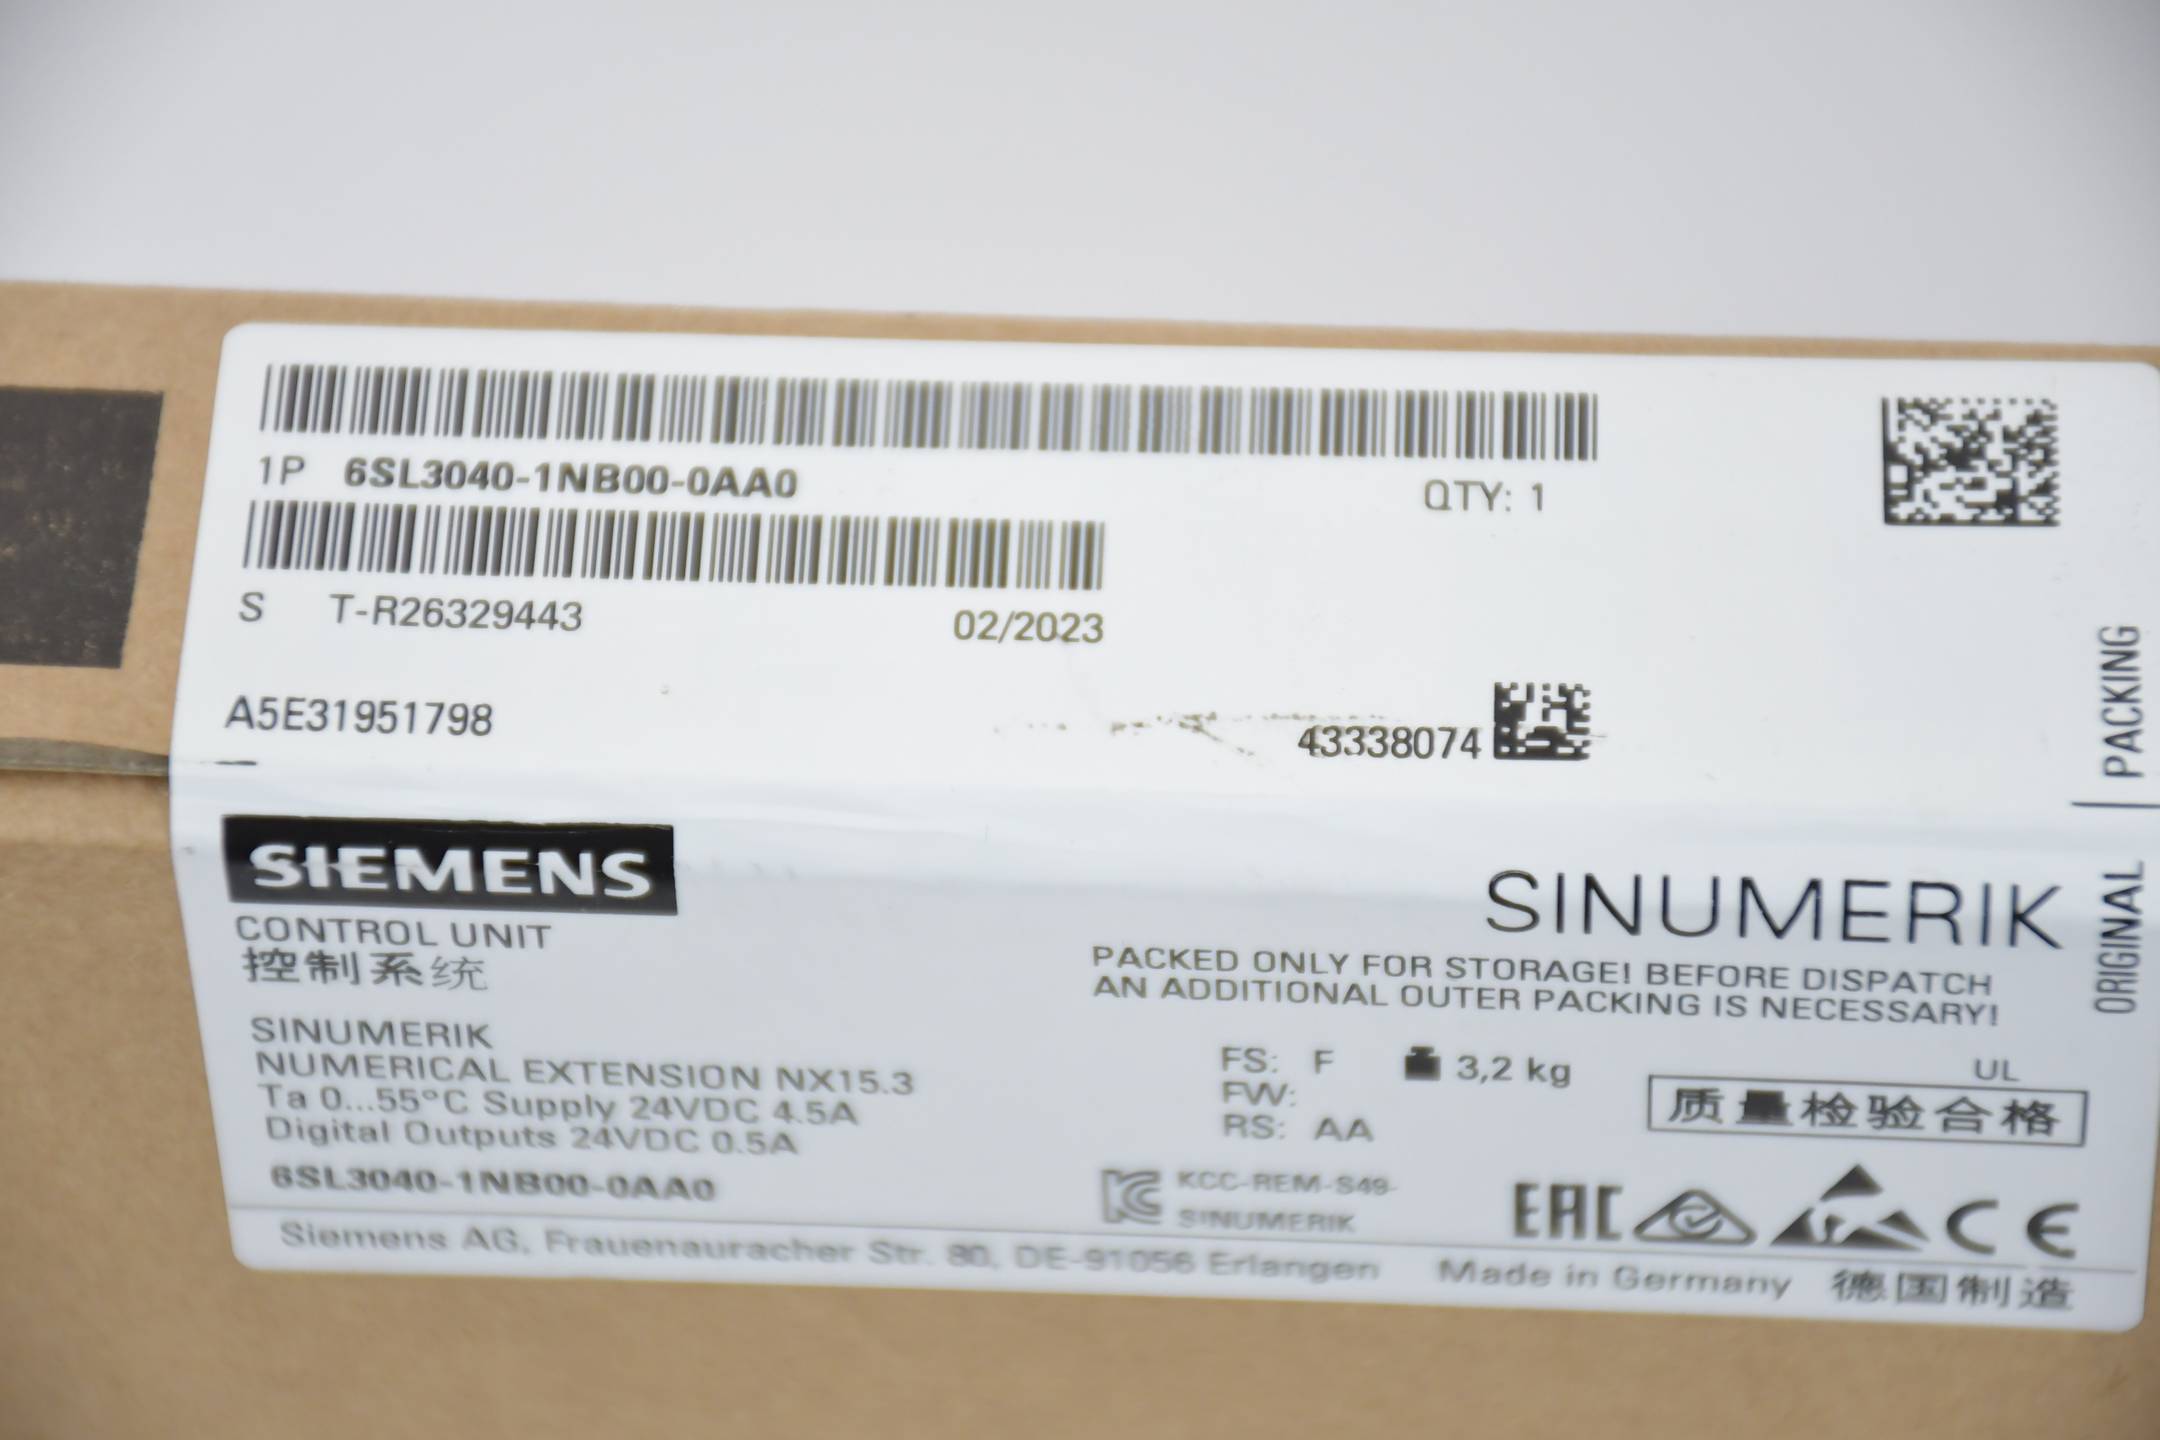 1P 6SL3040-1NB00-0AA0
QTY: 1
S T-R26329443 02/2023
A5E31951798
43338074
ORIGINAL | PACKING
SIEMENS
SINUMERIK
CONTROL UNIT
控制系统
PACKED ONLY FOR STORAGE! BEFORE DISPATCH
AN ADDITIONAL OUTER PACKING IS NECESSARY!
SINUMERIK
NUMERICAL EXTENSION NX15.3
Ta 0...55°C Supply 24VDC 4.5A
Digital Outputs 24VDC 0.5A
6SL3040-1NB00-0AA0
FS: F 3,2 kg
FW:
RS: AA
UL
质量检验合格
KCC-REM-S49-
SINUMERIK
EAC CE
Siemens AG, Frauenauracher Str. 80, DE-91056 Erlangen Made in Germany 德国制造